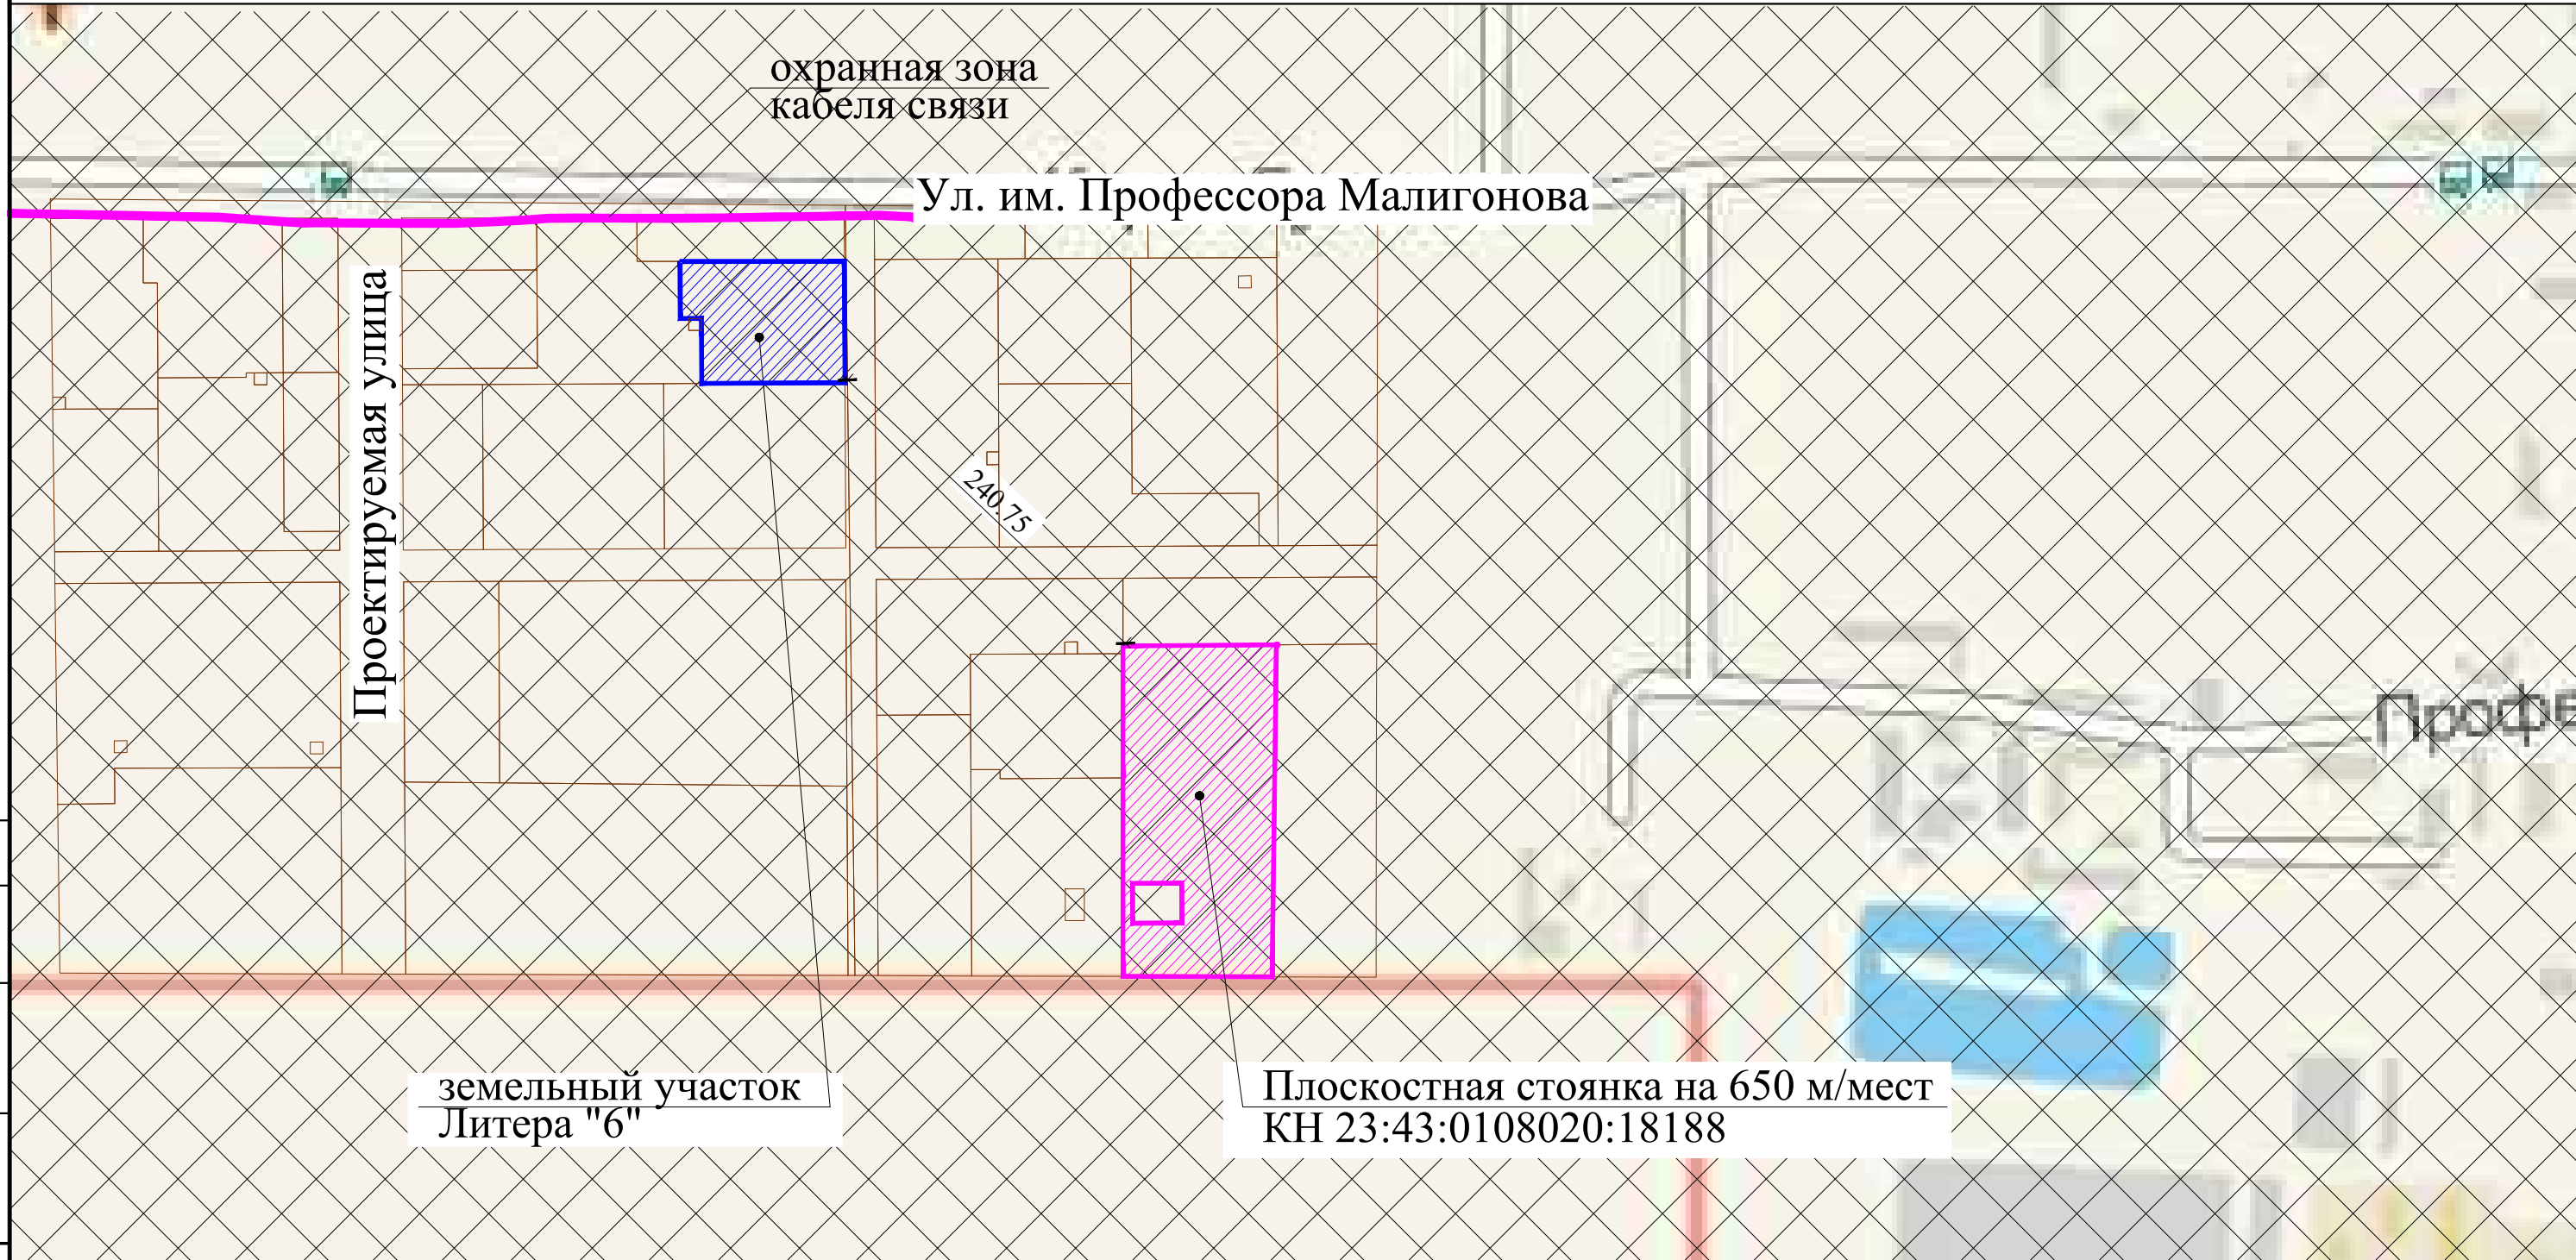 охранная зона
кабеля связи
Ул. им. Профессора Малигонова
Проектируемая улица
240.75
Профе
земельный участок
Литера "6"
Плоскостная стоянка на 650 м/мест
КН 23:43:0108020:18188